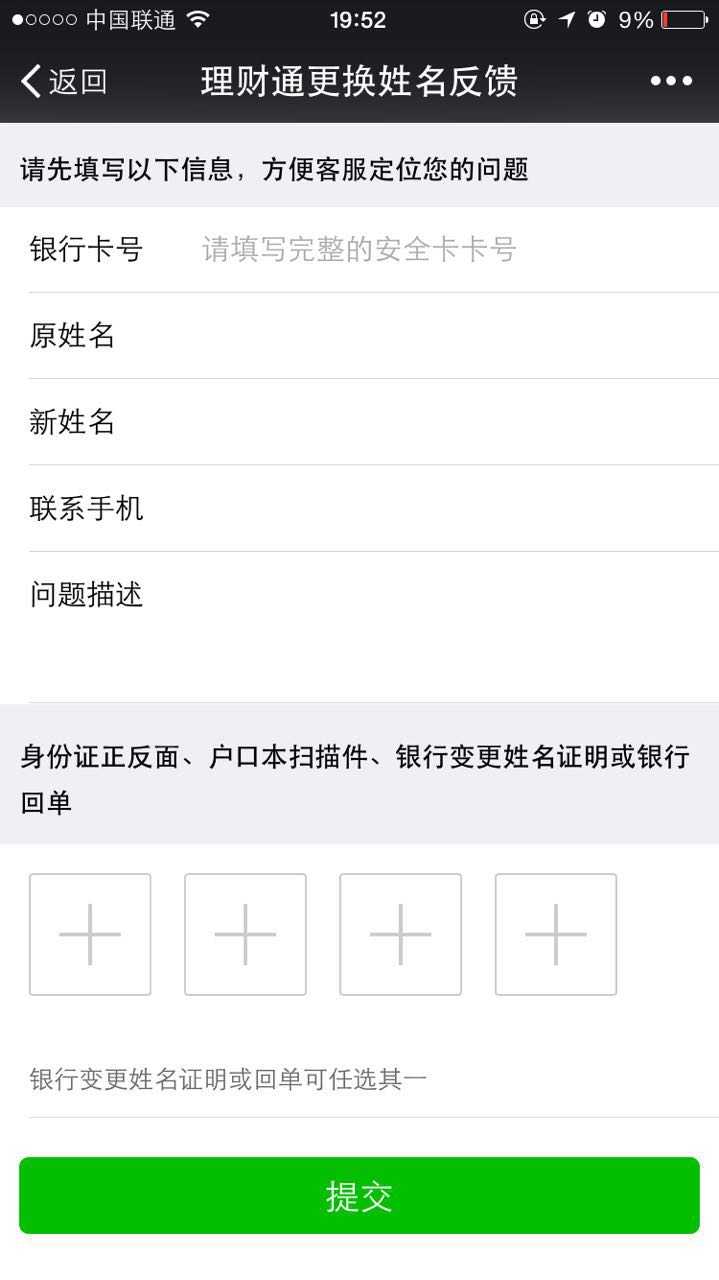 中国联通 19:52 9%
返回 理财通更换姓名反馈
请先填写以下信息，方便客服定位您的问题
银行卡号 请填写完整的安全卡卡号
原姓名
新姓名
联系手机
问题描述
身份证正反面、户口本扫描件、银行变更姓名证明或银行
回单
银行变更姓名证明或回单可任选其一
提交